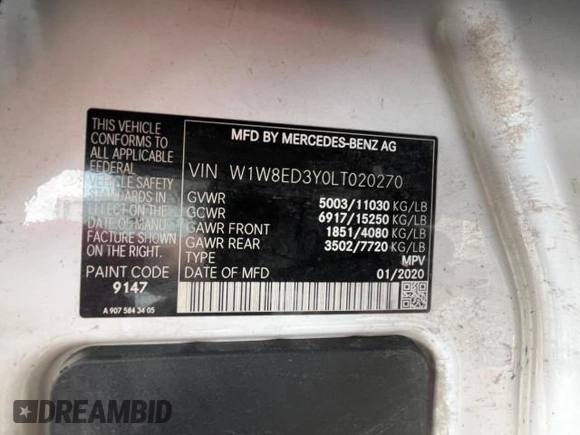 THIS VEHICLE
CONFORMS TO
ALL APPLICABLE
FEDERAL
VEHICLE SAFETY
STANDARDS IN
EFFECT ON THE
DATE OF MANU-
FACTURE SHOWN
ON THE RIGHT.
PAINT CODE
9147
A 907 584 34 05
MFD BY MERCEDES-BENZ AG
VIN W1W8ED3Y0LT020270
GVWR 5003/11030 KG/LB
GCWR 6917/15250 KG/LB
GAWR FRONT 1851/4080 KG/LB
GAWR REAR 3502/7720 KG/LB
TYPE MPV
DATE OF MFD 01/2020
DREAMBID